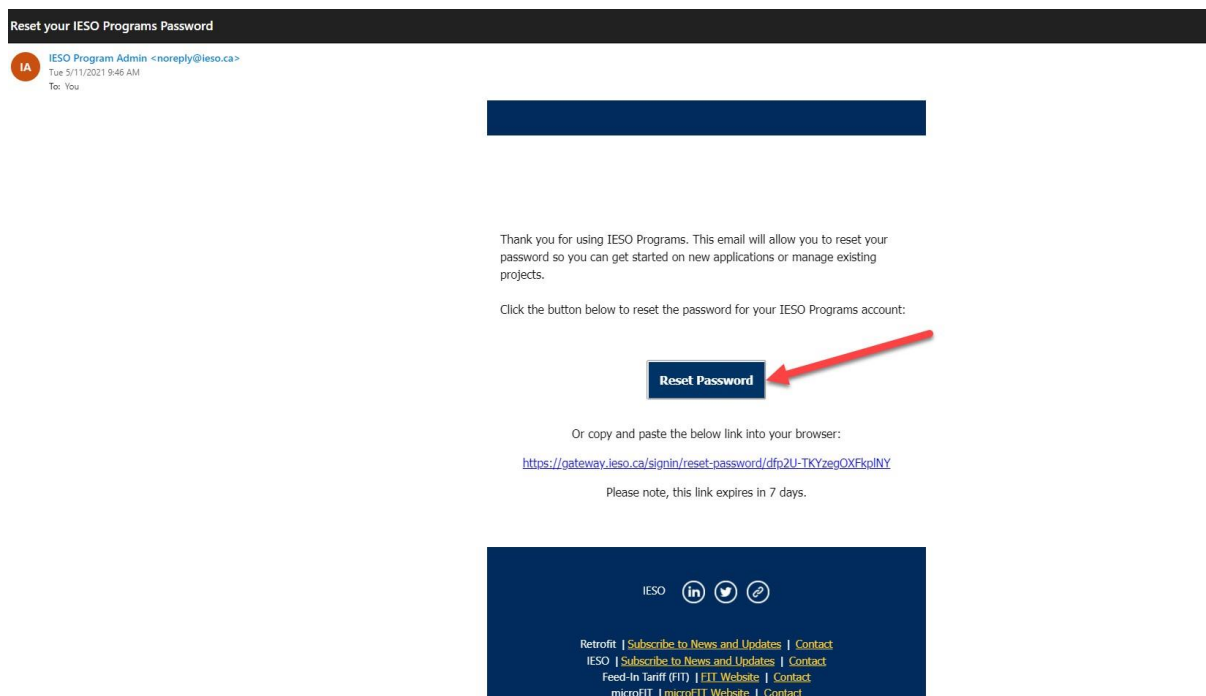 Reset your IESO Programs Password
IA
IESO Program Admin <noreply@ieso.ca>
Tue 5/11/2021 9:46 AM
To: You
Thank you for using IESO Programs. This email will allow you to reset your
password so you can get started on new applications or manage existing
projects.
Click the button below to reset the password for your IESO Programs account:
Reset Password
Or copy and paste the below link into your browser:
https://gateway.ieso.ca/signin/reset-password/dfp2U-TKYzegOXFkplNY
Please note, this link expires in 7 days.
IESO in
Retrofit | Subscribe to News and Updates | Contact
IESO | Subscribe to News and Updates | Contact
Feed-In Tariff (FIT) | FIT Website | Contact
microFIT | microFIT Website | Contact